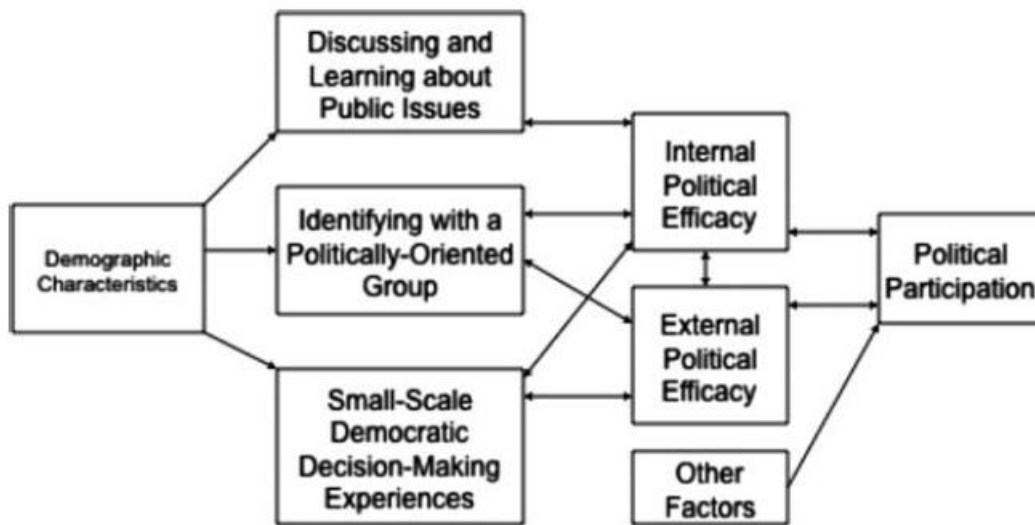 Discussing and
Learning about
Public Issues
Demographic
Characteristics
Identifying with a
Politically-Oriented
Group
Small-Scale
Democratic
Decision-Making
Experiences
Internal
Political
Efficacy
External
Political
Efficacy
Other
Factors
Political
Participation